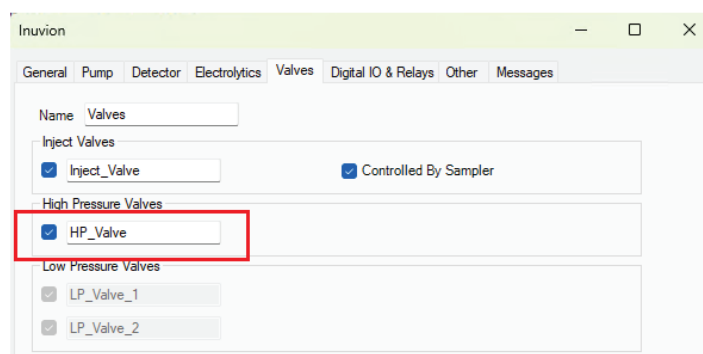 Inuvion
General Pump Detector Electrolytics Valves Digital IO & Relays Other Messages
Name Valves
Inject Valves
Inject_Valve Controlled By Sampler
High Pressure Valves
HP_Valve
Low Pressure Valves
LP_Valve_1
LP_Valve_2